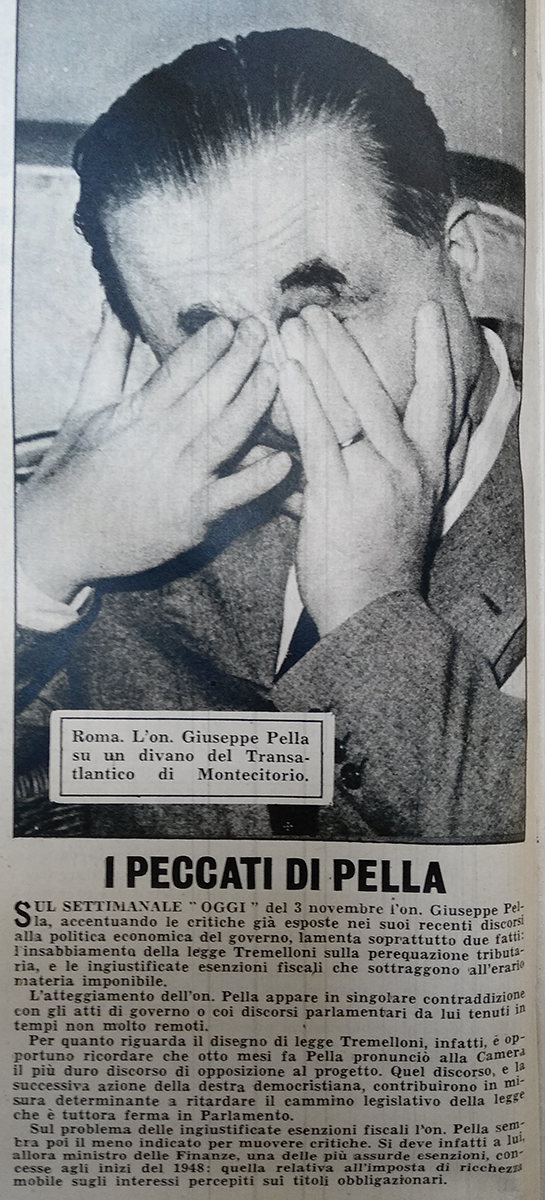 Roma. L'on. Giuseppe Pella
su un divano del Transa-
tlantico di Montecitorio.
I PECCATI DI PELLA
SUL SETTIMANALE " OGGI " del 3 novembre l'on. Giuseppe Pel-
la, accentuando le critiche già esposte nei suoi recenti discorsi
alla politica economica del governo, lamenta soprattutto due fatti:
l'insabbiamento della legge Tremelloni sulla perequazione tributa-
ria, e le ingiustificate esenzioni fiscali che sottraggono all'erario
materia imponibile.
L'atteggiamento dell'on. Pella appare in singolare contraddizione
con gli atti di governo o coi discorsi parlamentari da lui tenuti in
tempi non molto remoti.
Per quanto riguarda il disegno di legge Tremelloni, infatti, è op-
portuno ricordare che otto mesi fa Pella pronunciò alla Camera
il più duro discorso di opposizione al progetto. Quel discorso, e la
successiva azione della destra democristiana, contribuirono in mi-
sura determinante a ritardare il cammino legislativo della legge
che è tuttora ferma in Parlamento.
Sul problema delle ingiustificate esenzioni fiscali l'on. Pella sem-
bra poi il meno indicato per muovere critiche. Si deve infatti a lui,
allora ministro delle Finanze, una delle più assurde esenzioni, con-
cesse agli inizi del 1948: quella relativa all'imposta di ricchezza
mobile sugli interessi percepiti sui titoli obbligazionari.